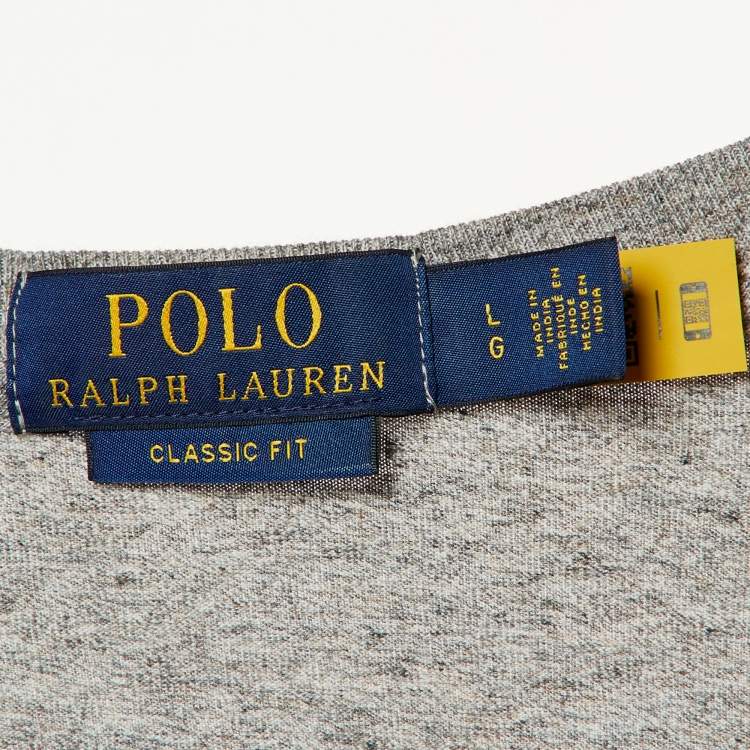 POLO
RALPH LAUREN
CLASSIC FIT
L
G
MADE IN
INDIA
FABRIQUÉ EN
INDE
HECHO EN
INDIA